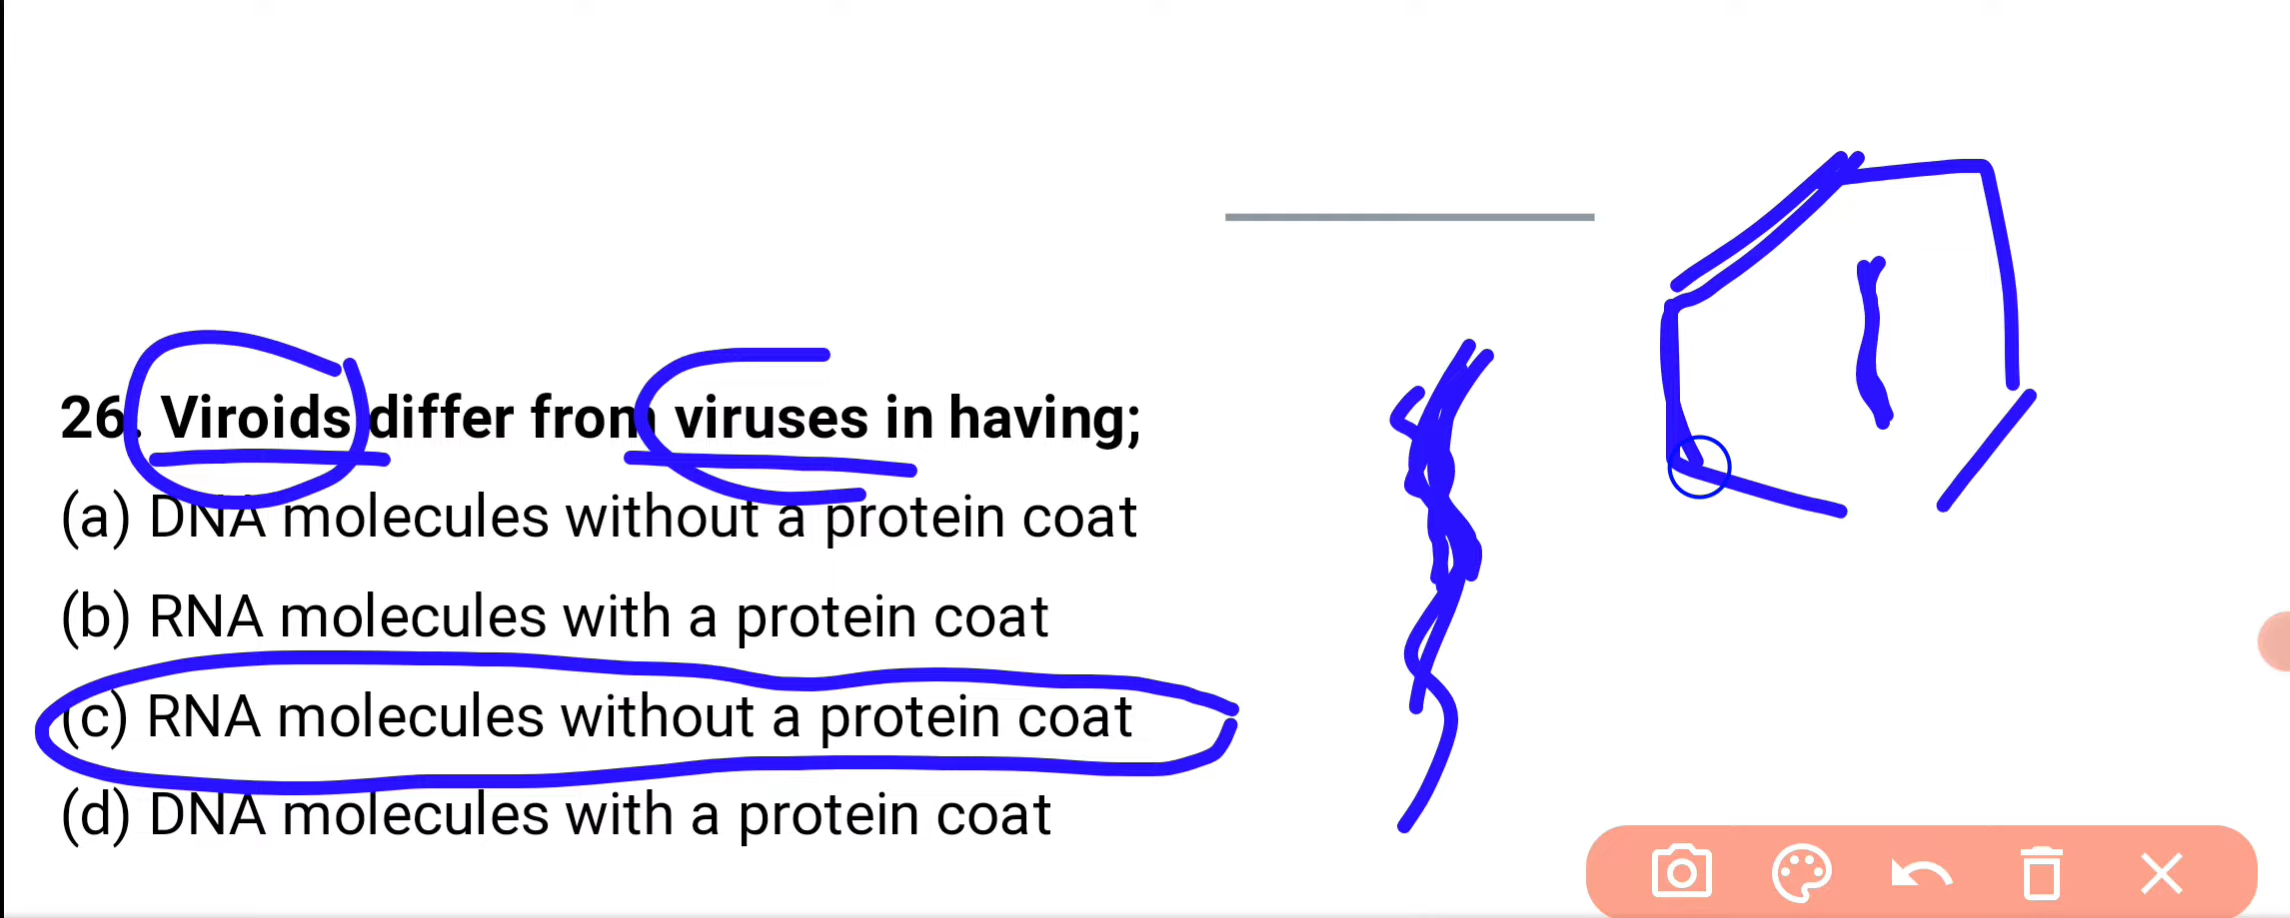 26. Viroids differ from viruses in having;
(a) DNA molecules without a protein coat
(b) RNA molecules with a protein coat
(c) RNA molecules without a protein coat
(d) DNA molecules with a protein coat